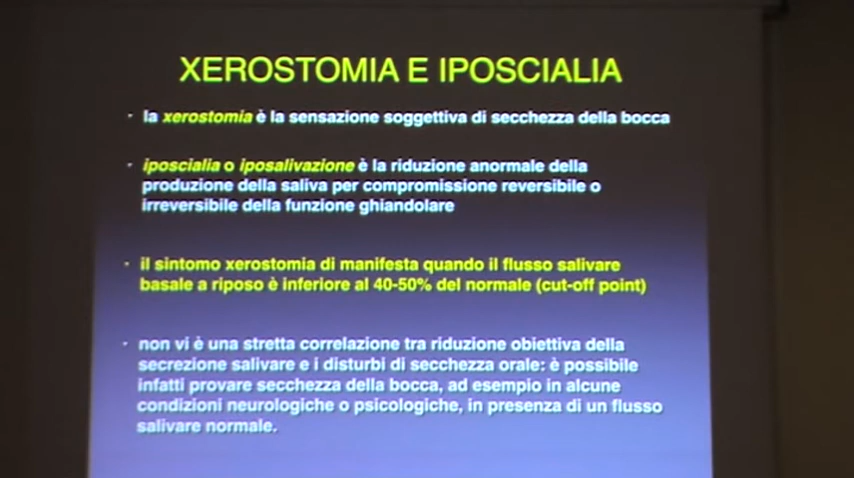 XEROSTOMIA E IPOSCIALIA
· la xerostomia è la sensazione soggettiva di secchezza della bocca
· iposcialia o iposalivazione è la riduzione anormale della
produzione della saliva per compromissione reversibile o
irreversibile della funzione ghiandolare
· il sintomo xerostomia di manifesta quando il flusso salivare
basale a riposo è inferiore al 40-50% del normale (cut-off point)
· non vi è una stretta correlazione tra riduzione obiettiva della
secrezione salivare e i disturbi di secchezza orale: è possibile
infatti provare secchezza della bocca, ad esempio in alcune
condizioni neurologiche o psicologiche, in presenza di un flusso
salivare normale.